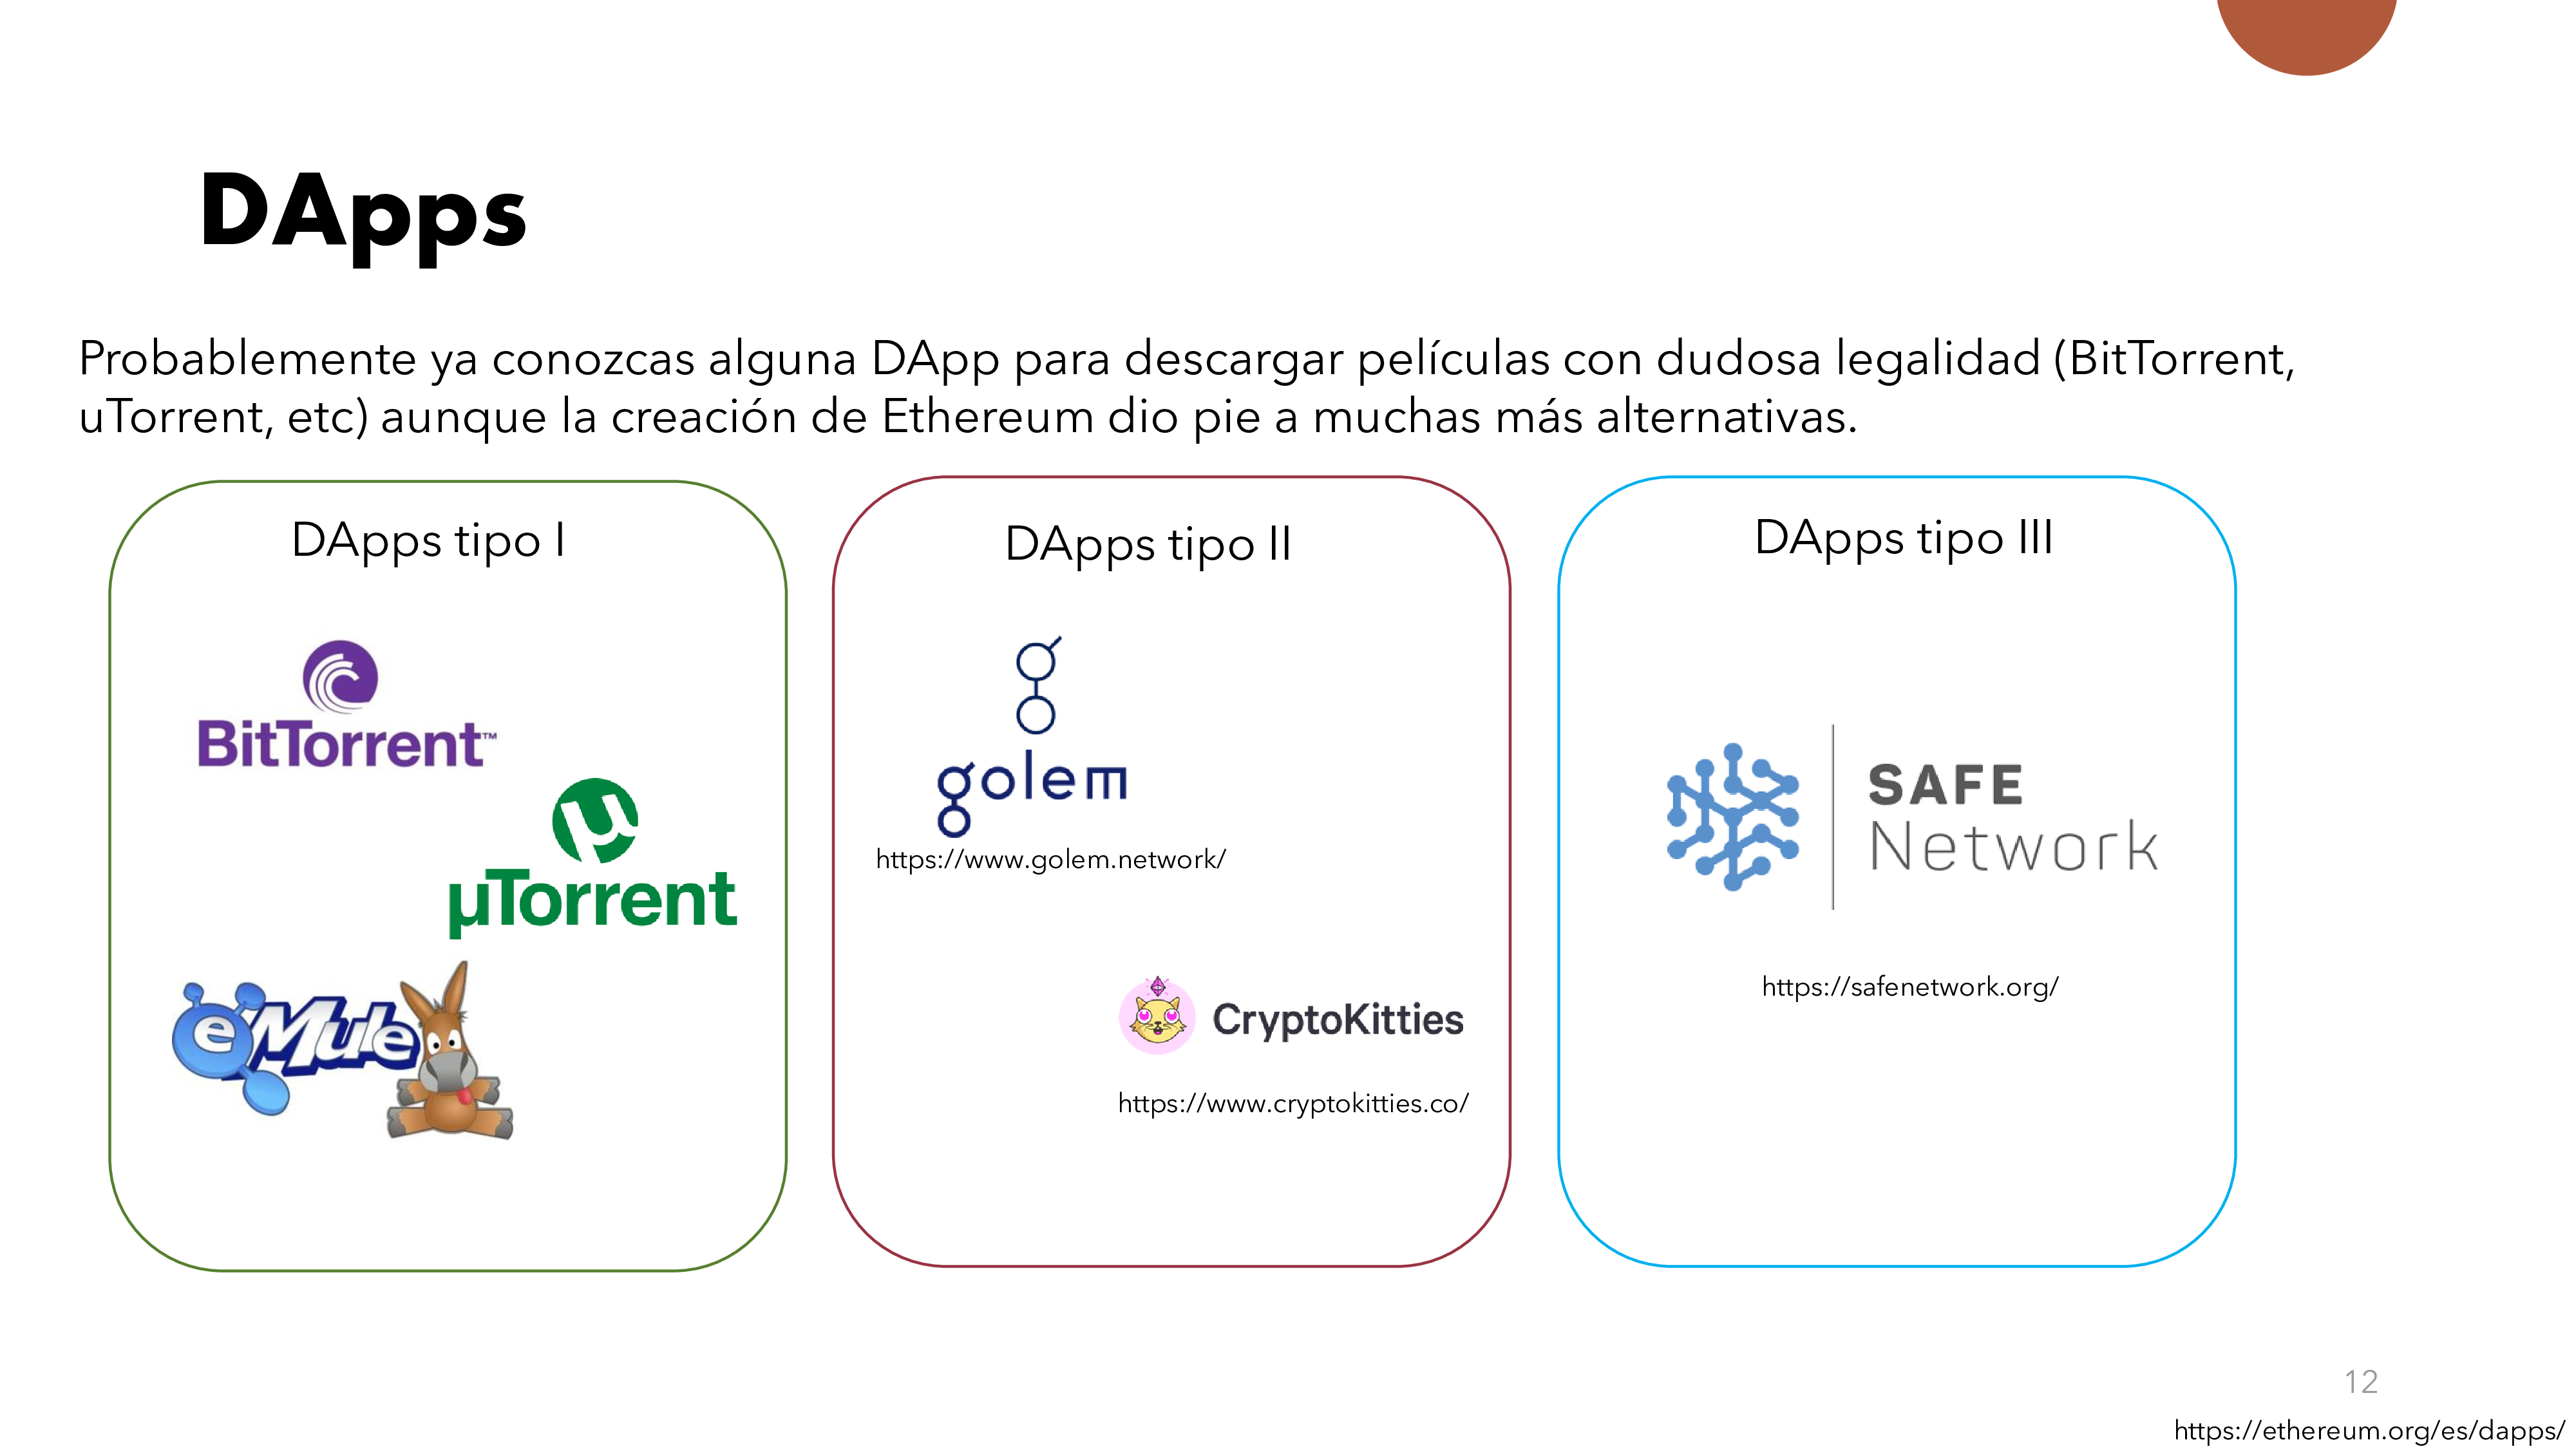 DApps
Probablemente ya conozcas alguna DApp para descargar películas con dudosa legalidad (BitTorrent,
uTorrent, etc) aunque la creación de Ethereum dio pie a muchas más alternativas.
DApps tipo I
BitTorrent™
µTorrent
eMule
DApps tipo II
golem
https://www.golem.network/
CryptoKitties
https://www.cryptokitties.co/
DApps tipo III
SAFE
Network
https://safenetwork.org/
12
https://ethereum.org/es/dapps/